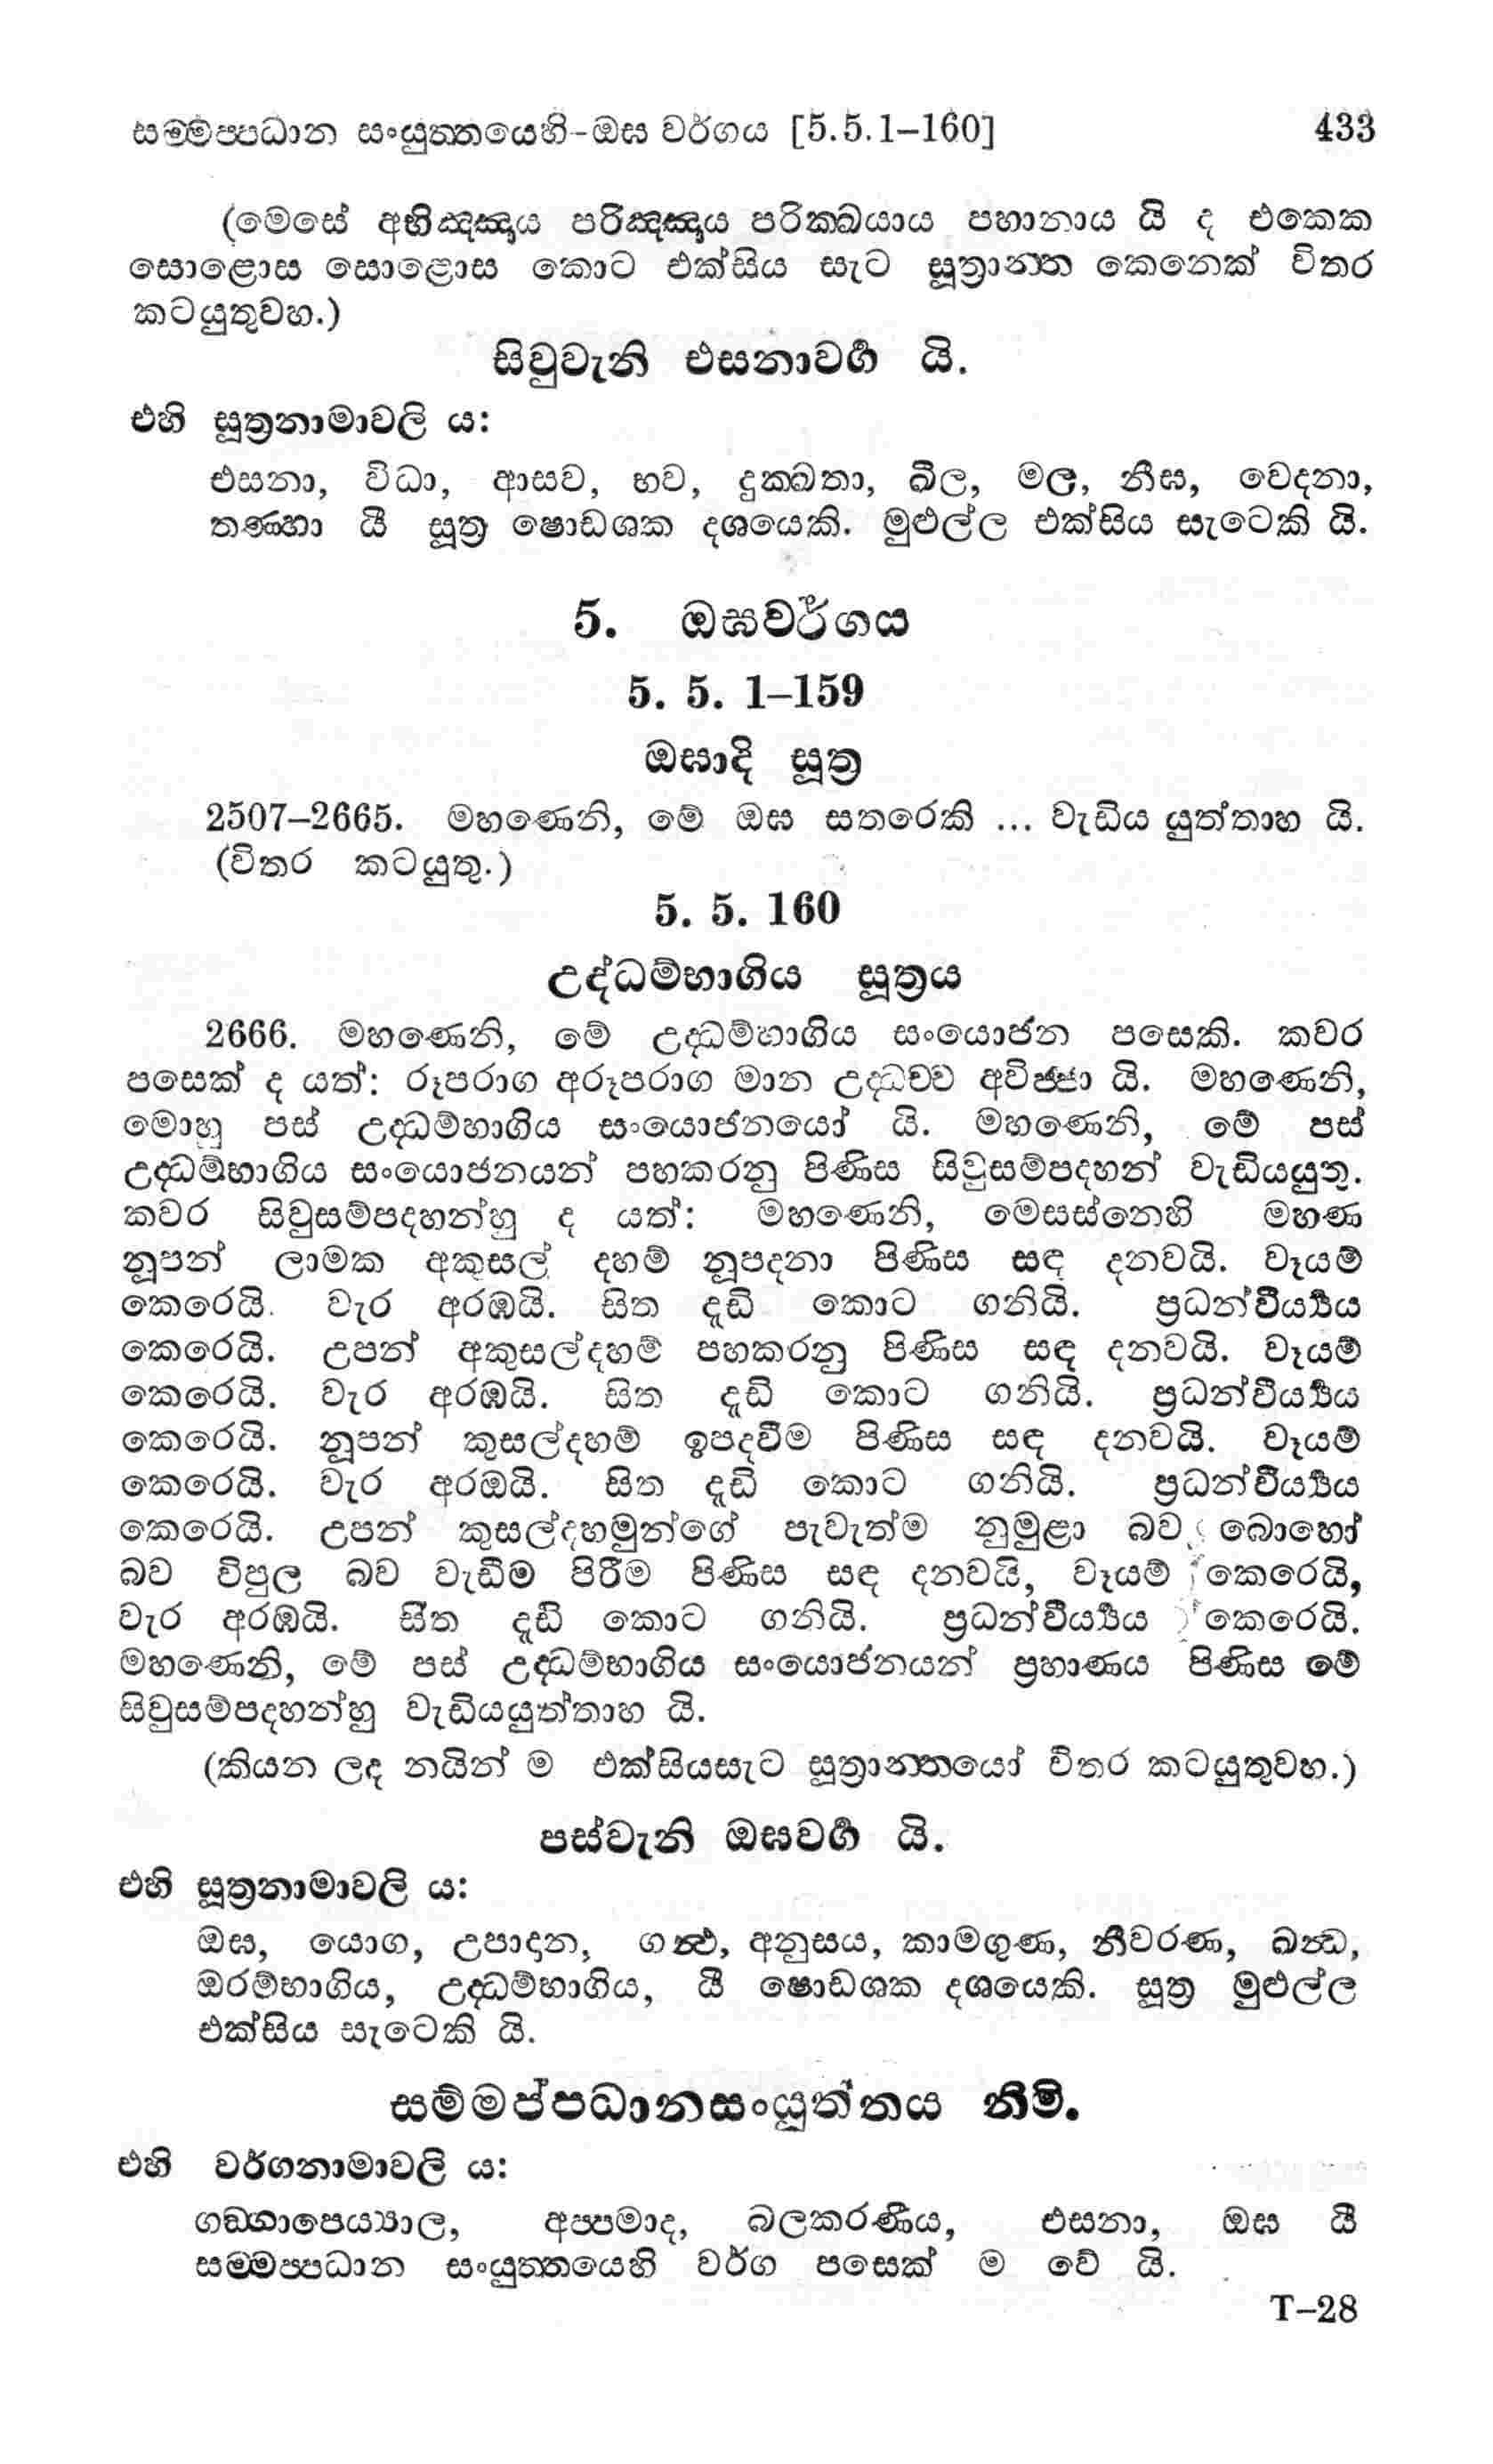 සම්මප්පධාන සංයුත්තයෙහි-ඔඝ වර්ගය [5.5.1–160] 433
(මෙසේ අභිඤ්ඤාය පරිඤ්ඤාය පරික්ඛයාය පහානාය යි ද එකෙක
සොළොස සොළොස කොට එක්සිය සැට සූත්‍රාන්ත කෙනෙක් විතර
කටයුතුවහ.)
සිවුවැනි එසනාවර්ග යි.
එහි සූත්‍රනාමාවලි ය:
එසනා, විධා, ආසව, භව, දුක්ඛතා, ඛීල, මල, නීඝ, වෙදනා,
තණ්හා යී සූත්‍ර ෂොඩශක දශයෙකි. මුළුල්ල එක්සිය සැටෙකි යි.
5. ඔඝවර්ගය
5. 5. 1–159
ඔඝාදි සූත්‍ර
2507–2665. මහණෙනි, මේ ඔඝ සතරෙකි ... වැඩිය යුත්තාහ යි.
(විතර කටයුතු.)
5. 5. 160
උද්ධම්භාගිය සූත්‍රය
2666. මහණෙනි, මේ උද්ධම්භාගිය සංයොජන පසෙකි. කවර
පසෙක් ද යත්: රූපරාග අරූපරාග මාන උද්ධච්ච අවිජ්ජා යි. මහණෙනි,
මොහු පස් උද්ධම්භාගිය සංයොජනයෝ යි. මහණෙනි, මේ පස්
උද්ධම්භාගිය සංයොජනයන් පහකරනු පිණිස සිවුසම්පදහන් වැඩියයුතු.
කවර සිවුසම්පදහන්හු ද යත්: මහණෙනි, මෙසස්නෙහි මහණ
නූපන් ලාමක අකුසල් දහම් නූපදනා පිණිස සඳ දනවයි. වෑයම්
කෙරෙයි. වැර අරඹයි. සිත දැඩි කොට ගනියි. ප්‍රධන්වීර්‍ය්‍යය
කෙරෙයි. උපන් අකුසල්දහම් පහකරනු පිණිස සඳ දනවයි. වෑයම්
කෙරෙයි. වැර අරඹයි. සිත දැඩි කොට ගනියි. ප්‍රධන්වීර්‍ය්‍යය
කෙරෙයි. නූපන් කුසල්දහම් ඉපදවීම පිණිස සඳ දනවයි. වෑයම්
කෙරෙයි. වැර අරඹයි. සිත දැඩි කොට ගනියි. ප්‍රධන්වීර්‍ය්‍යය
කෙරෙයි. උපන් කුසල්දහමුන්ගේ පැවැත්ම නුමුළා බව බොහෝ
බව විපුල බව වැඩීම පිරීම පිණිස සඳ දනවයි, වෑයම් කෙරෙයි,
වැර අරඹයි. සිත දැඩි කොට ගනියි. ප්‍රධන්වීර්‍ය්‍යය කෙරෙයි.
මහණෙනි, මේ පස් උද්ධම්භාගිය සංයොජනයන් ප්‍රහාණය පිණිස මේ
සිවුසම්පදහන්හු වැඩියයුත්තාහ යි.
(කියන ලද නයින් ම එක්සියසැට සූත්‍රාන්තයෝ විතර කටයුතුවහ.)
පස්වැනි ඔඝවර්ග යි.
එහි සූත්‍රනාමාවලි ය:
ඔඝ, යොග, උපාදාන, ගන්ථ, අනුසය, කාමගුණ, නීවරණ, ඛන්ධ,
ඔරම්භාගිය, උද්ධම්භාගිය, යී ෂොඩශක දශයෙකි. සූත්‍ර මුළුල්ල
එක්සිය සැටෙකි යි.
සම්මප්පධානසංයුත්තය නිමි.
එහි වර්ගනාමාවලි ය:
ගඞ්ගාපෙය්‍යාල, අප්පමාද, බලකරණීය, එසනා, ඔඝ යී
සම්මප්පධාන සංයුත්තයෙහි වර්ග පසෙක් ම වේ යි.
T–28